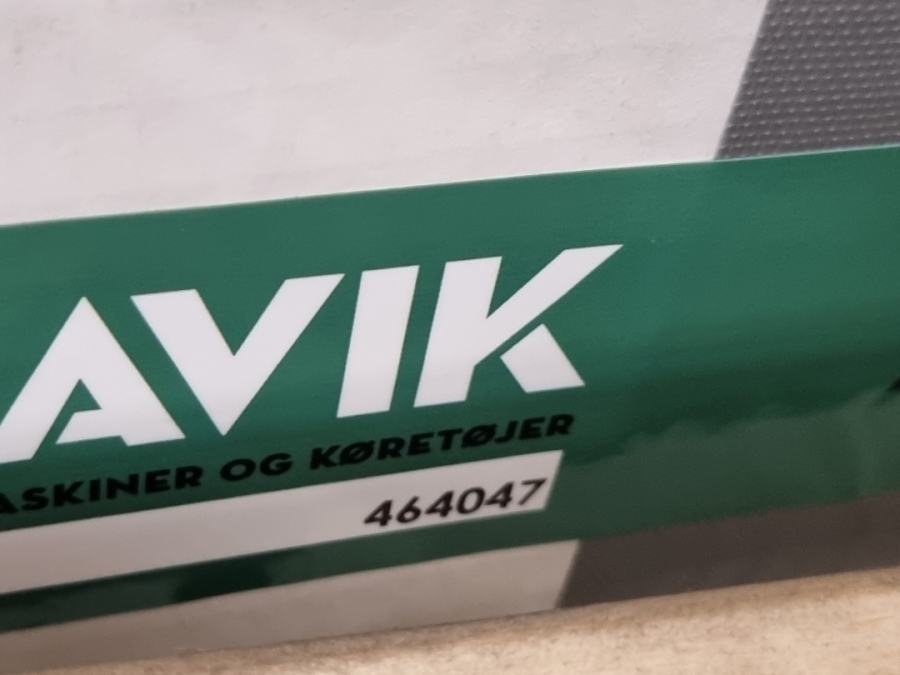 AVIK
ASKINER OG KØRETØJER
464047